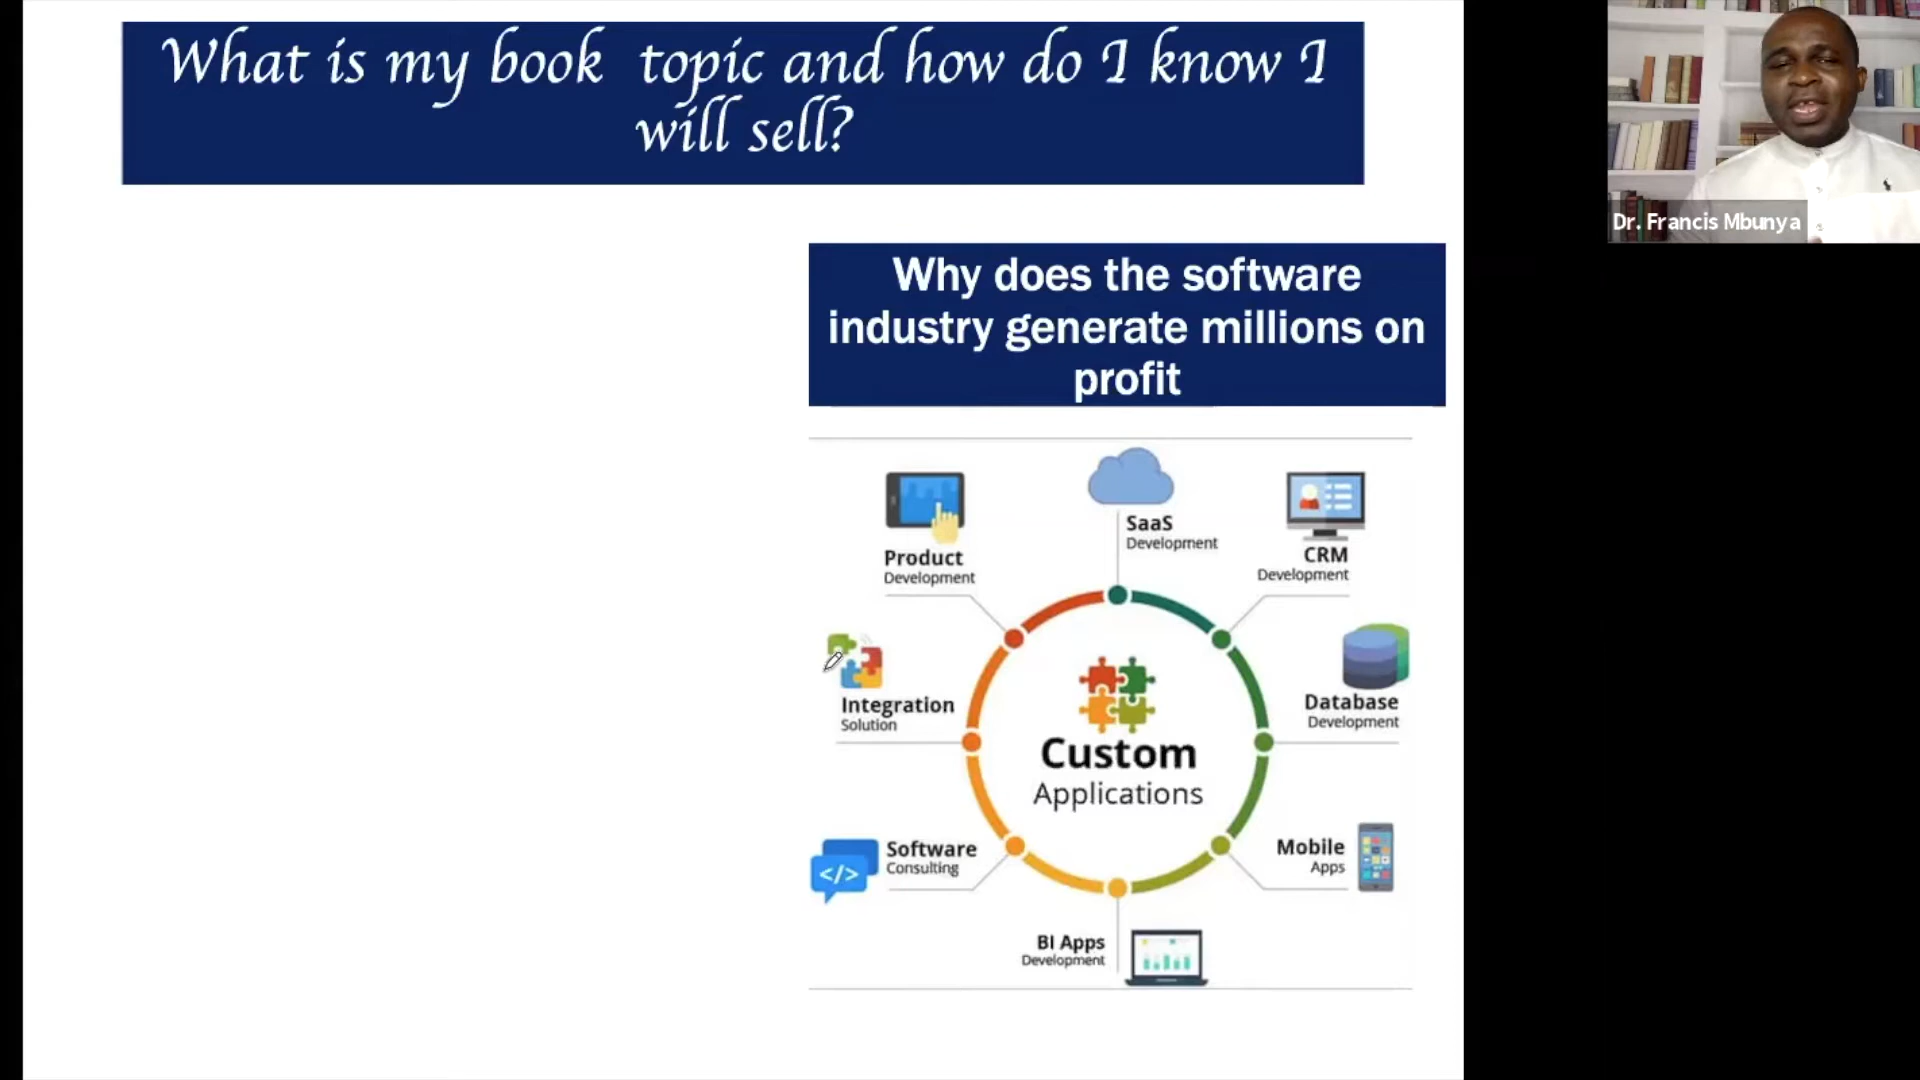 What is my book topic and how do I know I
will sell?
Dr. Francis Mbunya
Why does the software
industry generate millions on
profit
SaaS
Development
Product
Development
CRM
Development
Integration
Solution
Database
Development
Custom
Applications
Software
Consulting
</>
Mobile
Apps
BI Apps
Development